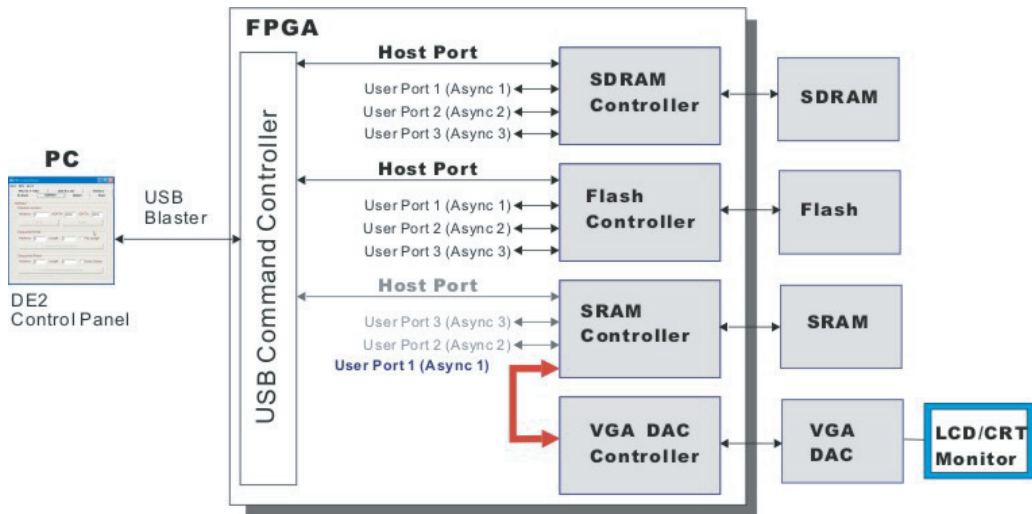 FPGA
Host Port
User Port 1 (Async 1)
User Port 2 (Async 2)
User Port 3 (Async 3)
SDRAM
Controller
SDRAM
PC
USB
Blaster
DE2
Control Panel
USB Command Controller
Host Port
User Port 1 (Async 1)
User Port 2 (Async 2)
User Port 3 (Async 3)
Flash
Controller
Flash
Host Port
User Port 3 (Async 3)
User Port 2 (Async 2)
User Port 1 (Async 1)
SRAM
Controller
SRAM
VGA DAC
Controller
VGA
DAC
LCD/CRT
Monitor